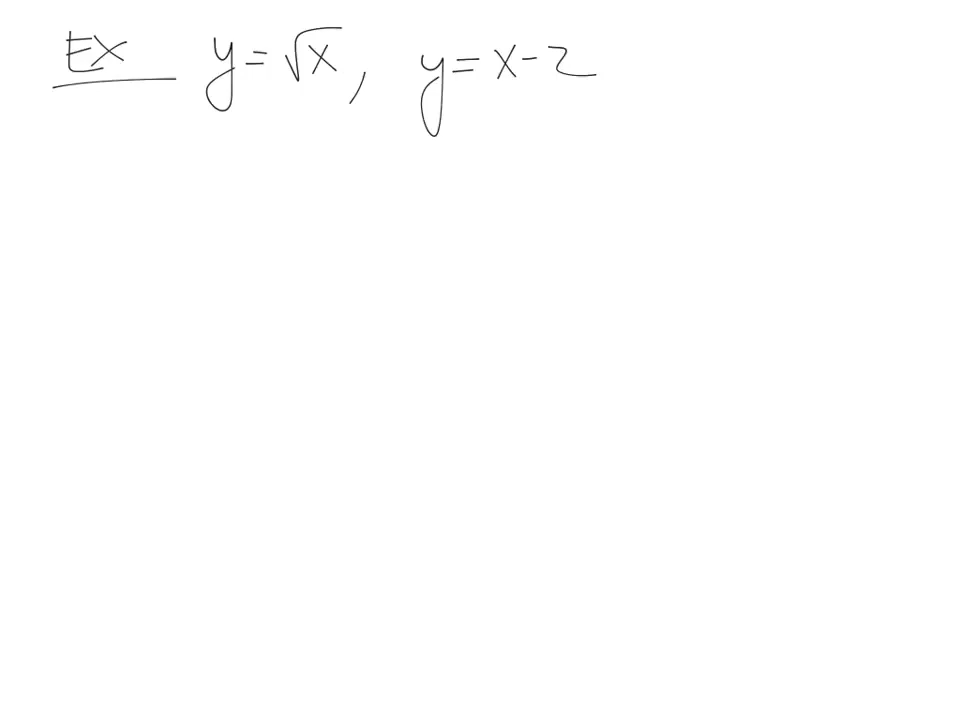 Ex y = √x, y = x - 2